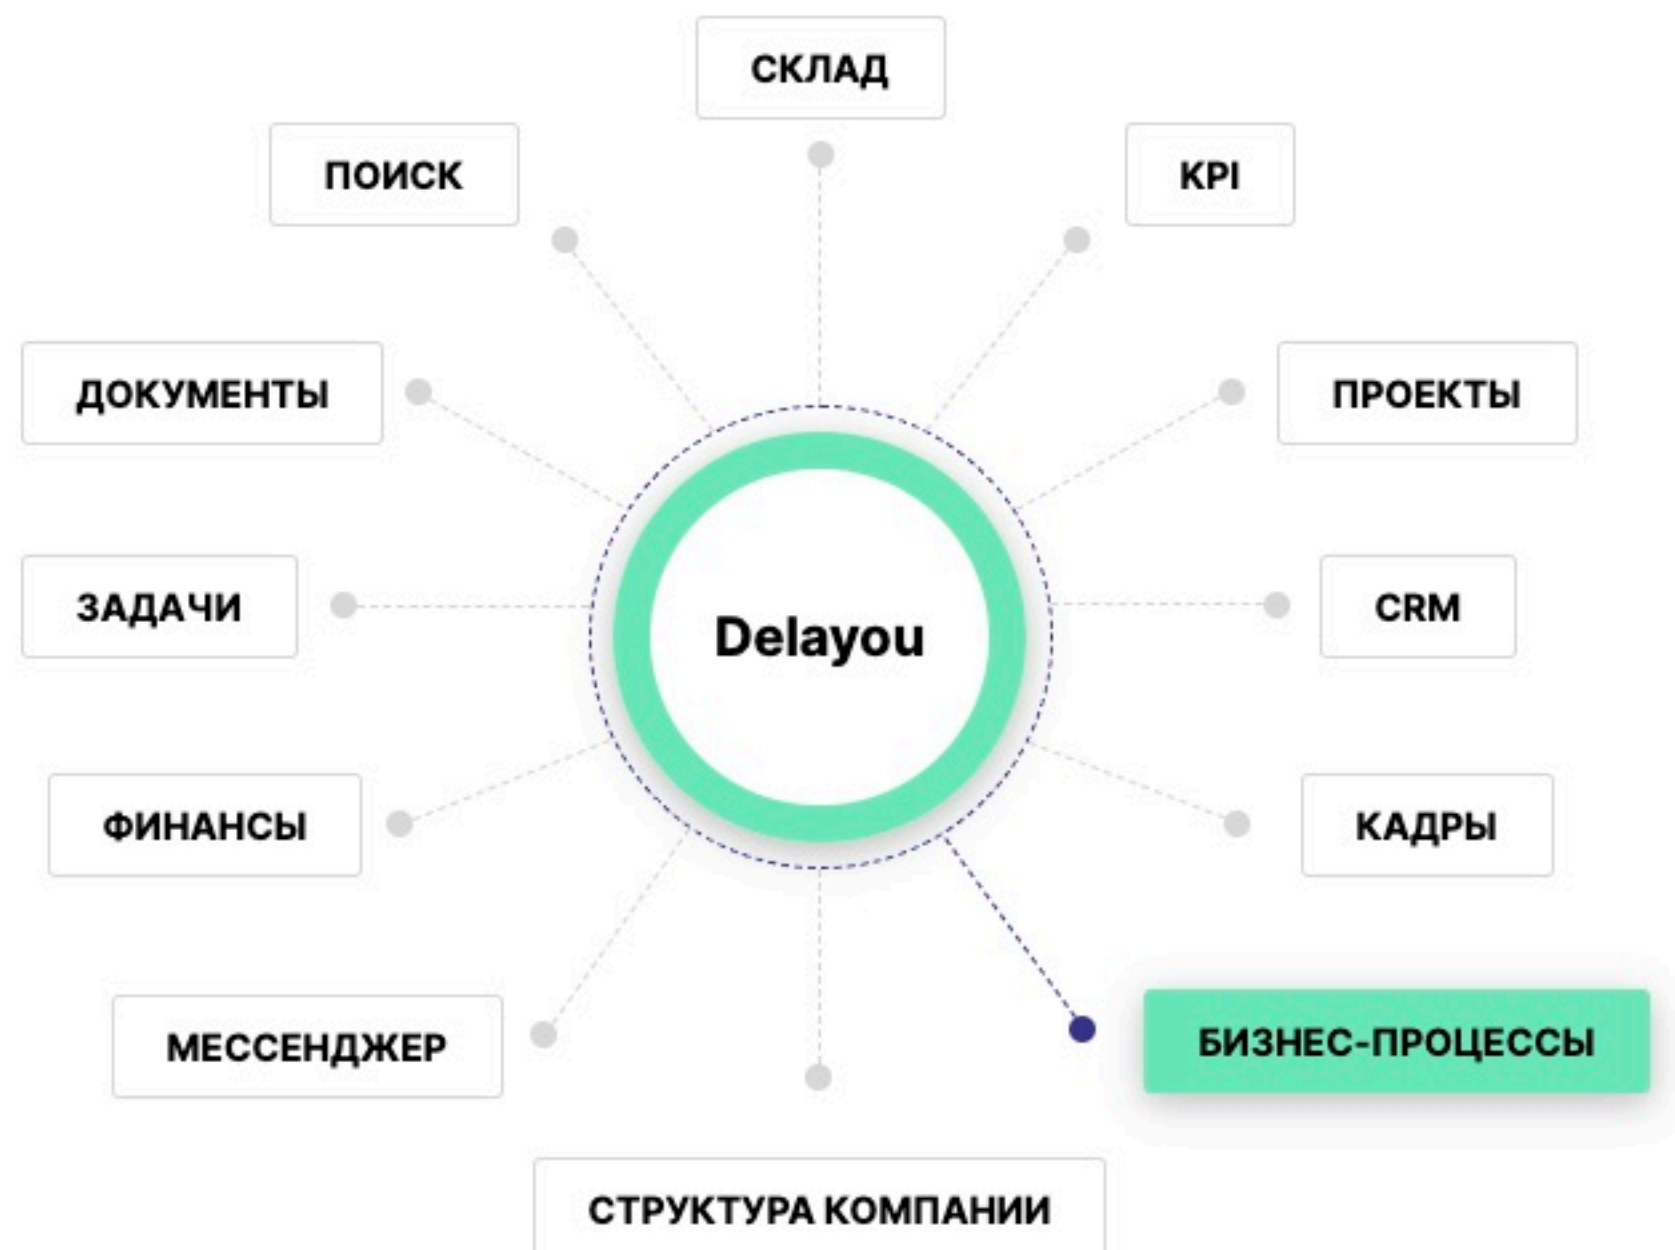 СКЛАД
ПОИСК
KPI
ДОКУМЕНТЫ
ПРОЕКТЫ
ЗАДАЧИ
Delayou
CRM
ФИНАНСЫ
КАДРЫ
МЕССЕНДЖЕР
БИЗНЕС-ПРОЦЕССЫ
СТРУКТУРА КОМПАНИИ